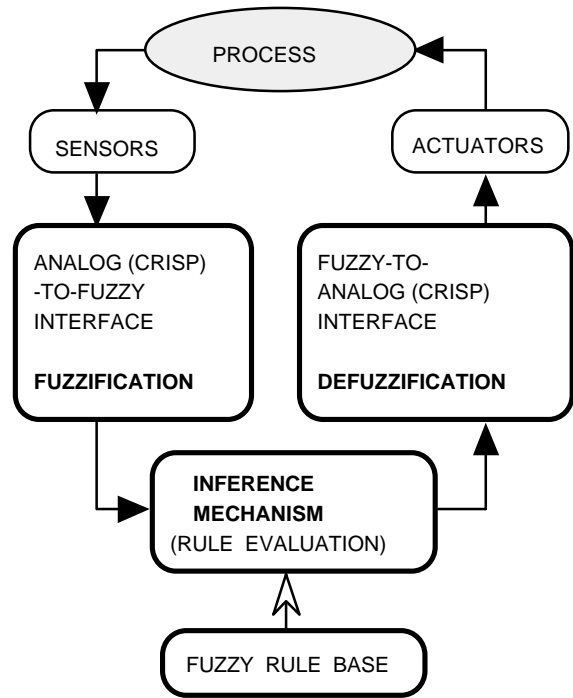 PROCESS
SENSORS
ACTUATORS
ANALOG (CRISP)
-TO-FUZZY
INTERFACE
FUZZIFICATION
FUZZY-TO-
ANALOG (CRISP)
INTERFACE
DEFUZZIFICATION
INFERENCE
MECHANISM
(RULE EVALUATION)
FUZZY RULE BASE